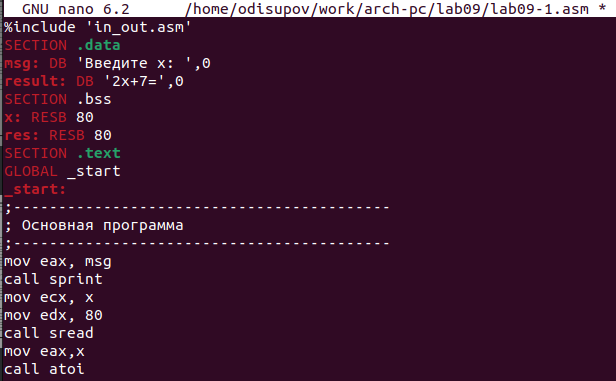 GNU nano 6.2 /home/odisupov/work/arch-pc/lab09/lab09-1.asm *
%include 'in_out.asm'
SECTION .data
msg: DB 'Введите x: ',0
result: DB '2x+7=',0
SECTION .bss
x: RESB 80
res: RESB 80
SECTION .text
GLOBAL _start
_start:
;------------------------------------------
; Основная программа
;------------------------------------------
mov eax, msg
call sprint
mov ecx, x
mov edx, 80
call sread
mov eax,x
call atoi